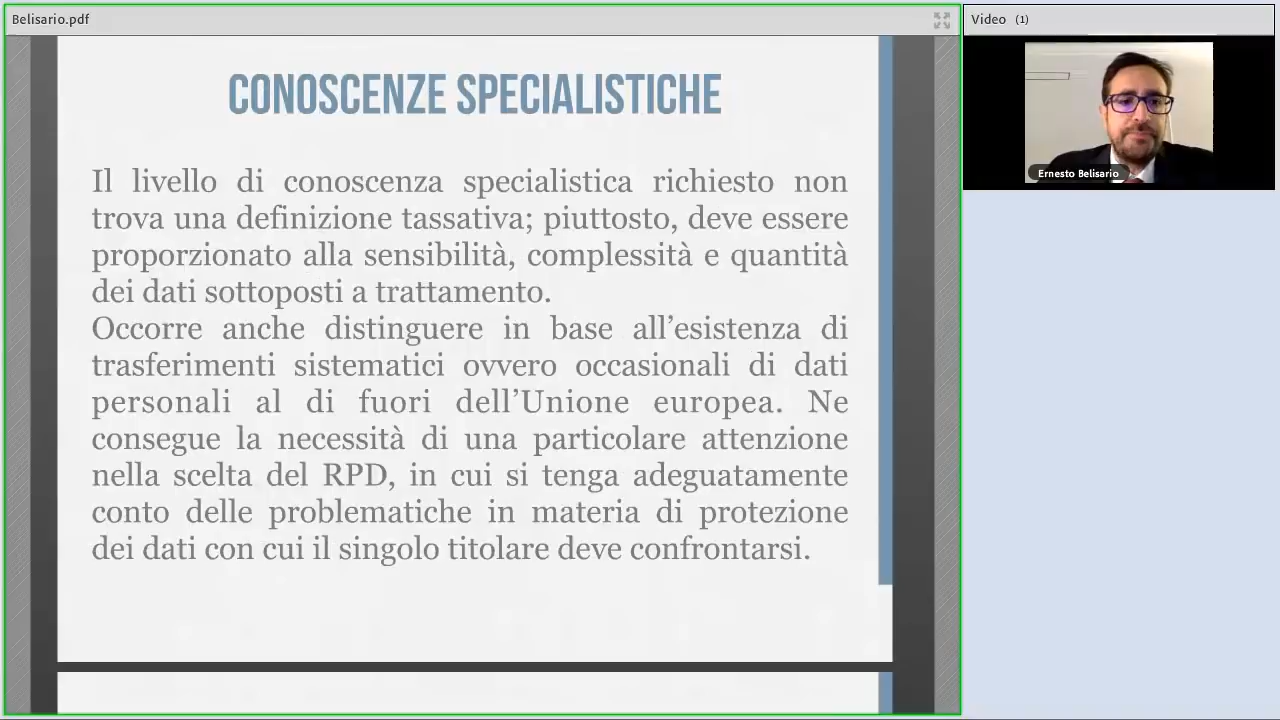 Belisario.pdf
Video (1)
Ernesto Belisario
CONOSCENZE SPECIALISTICHE
Il livello di conoscenza specialistica richiesto non
trova una definizione tassativa; piuttosto, deve essere
proporzionato alla sensibilità, complessità e quantità
dei dati sottoposti a trattamento.
Occorre anche distinguere in base all’esistenza di
trasferimenti sistematici ovvero occasionali di dati
personali al di fuori dell’Unione europea. Ne
consegue la necessità di una particolare attenzione
nella scelta del RPD, in cui si tenga adeguatamente
conto delle problematiche in materia di protezione
dei dati con cui il singolo titolare deve confrontarsi.